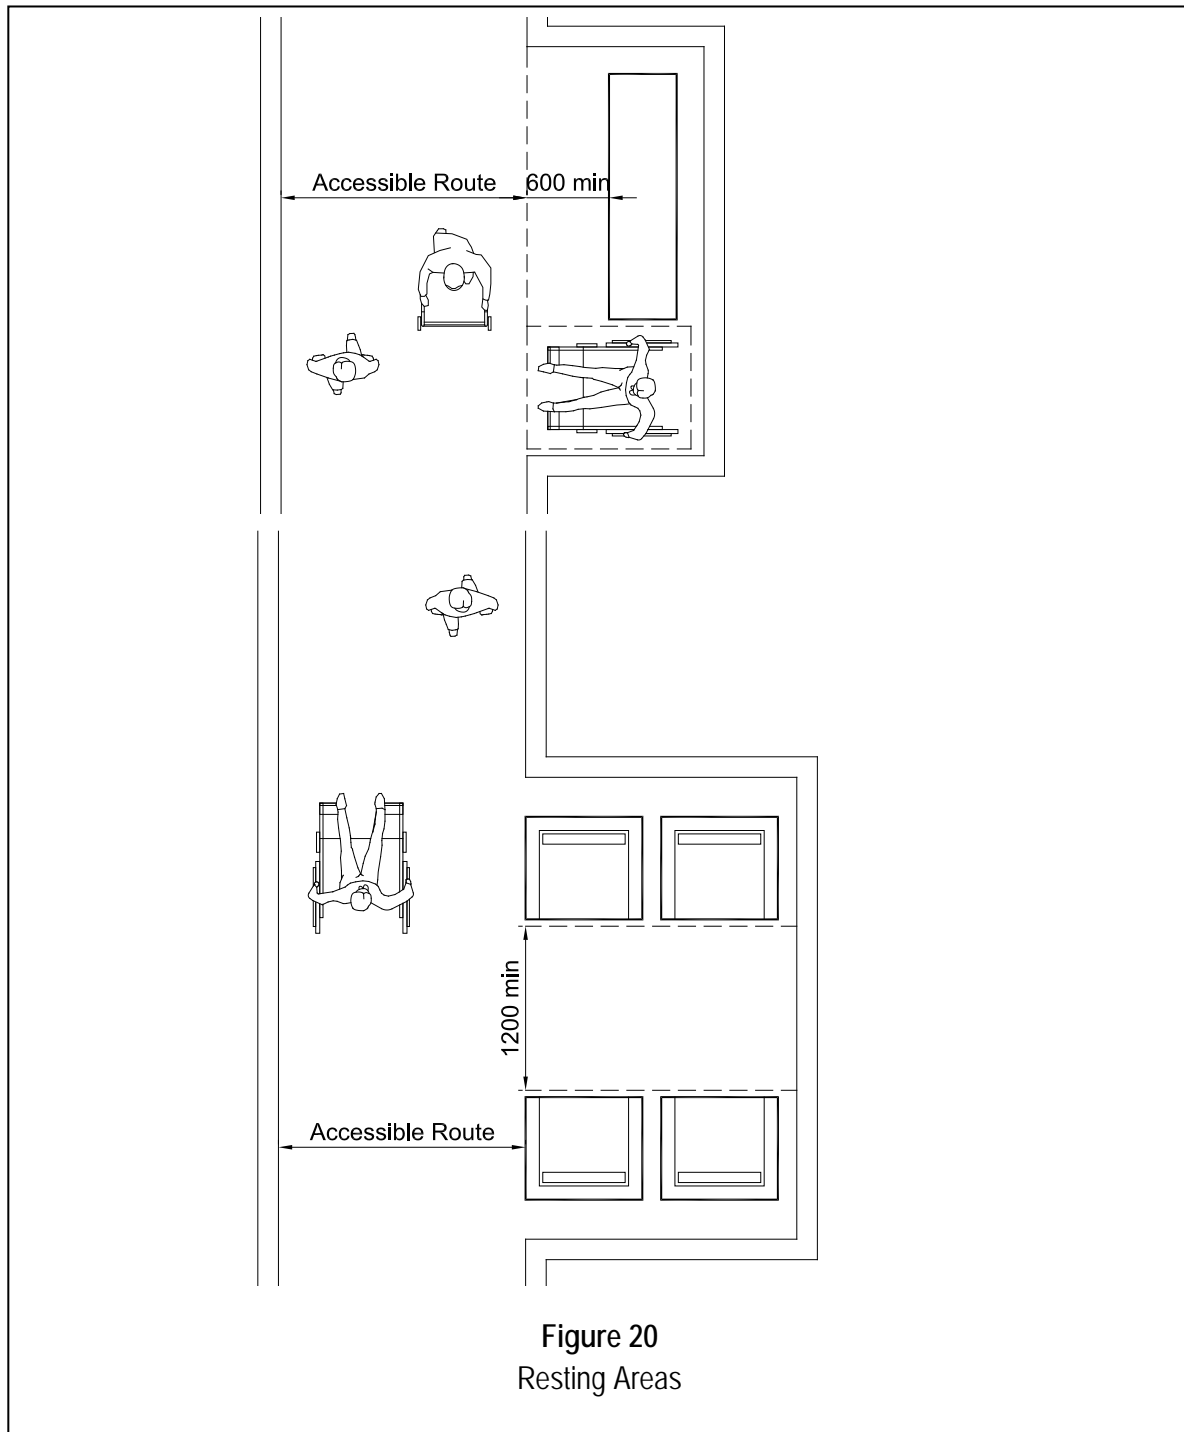 Accessible Route
600 min
1200 min
Accessible Route
Figure 20
Resting Areas